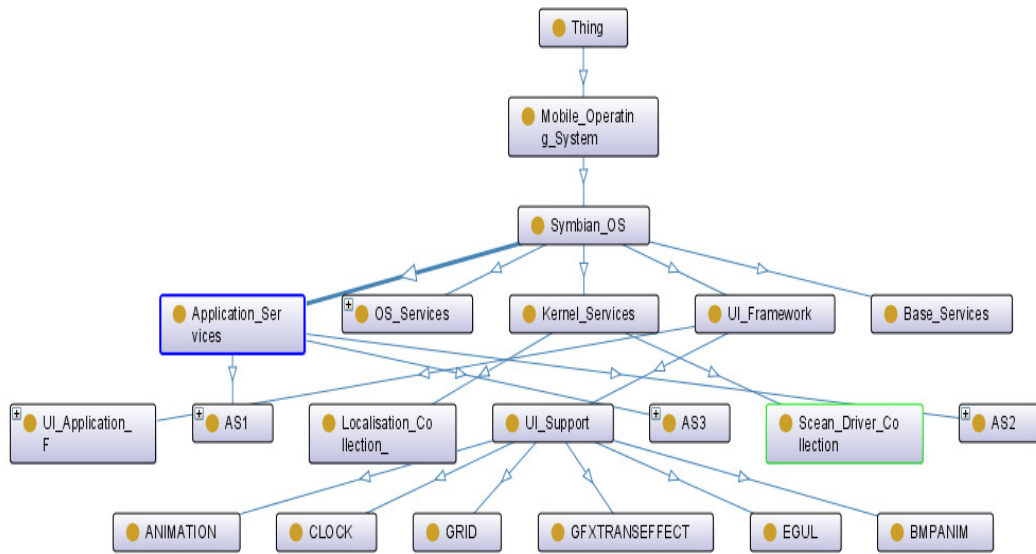 Thing
Mobile_Operatin
g_System
Symbian_OS
Application_Ser
vices
OS_Services
Kernel_Services
UI_Framework
Base_Services
UI_Application_
F
AS1
Localisation_Co
llection_
UI_Support
AS3
Scean_Driver_Co
llection
AS2
ANIMATION
CLOCK
GRID
GFXTRANSEFFECT
EGUL
BMPANIM